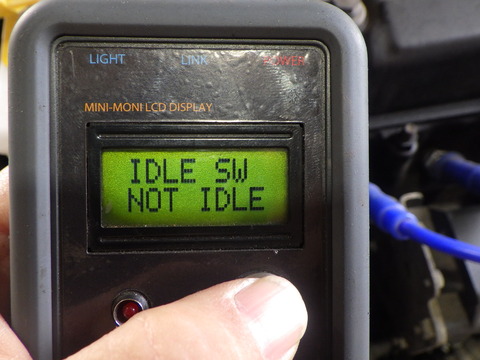 LIGHT LINK POWER
MINI-MONI LCD DISPLAY
IDLE SW
NOT IDLE